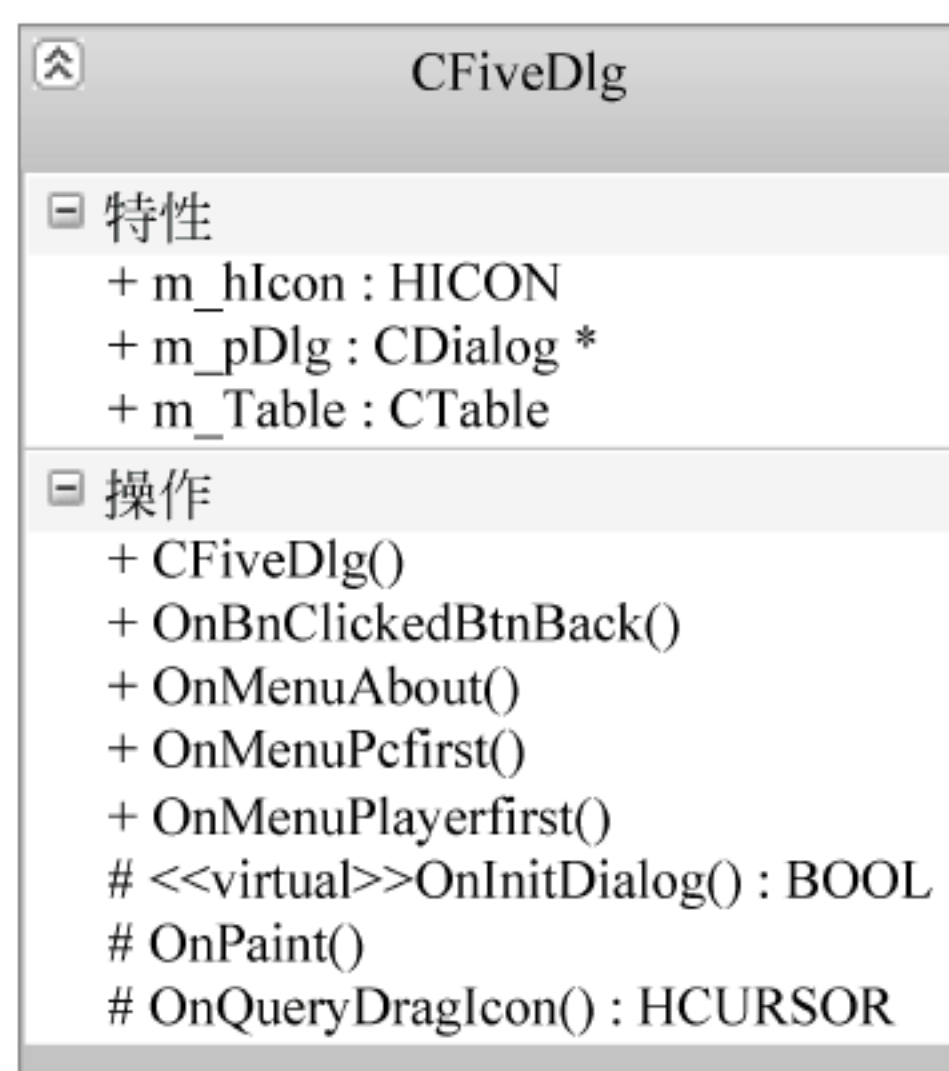 CFiveDlg
特性
+ m_hIcon : HICON
+ m_pDlg : CDialog *
+ m_Table : CTable
操作
+ CFiveDlg()
+ OnBnClickedBtnBack()
+ OnMenuAbout()
+ OnMenuPcfirst()
+ OnMenuPlayerfirst()
# <<virtual>>OnInitDialog() : BOOL
# OnPaint()
# OnQueryDragIcon() : HCURSOR